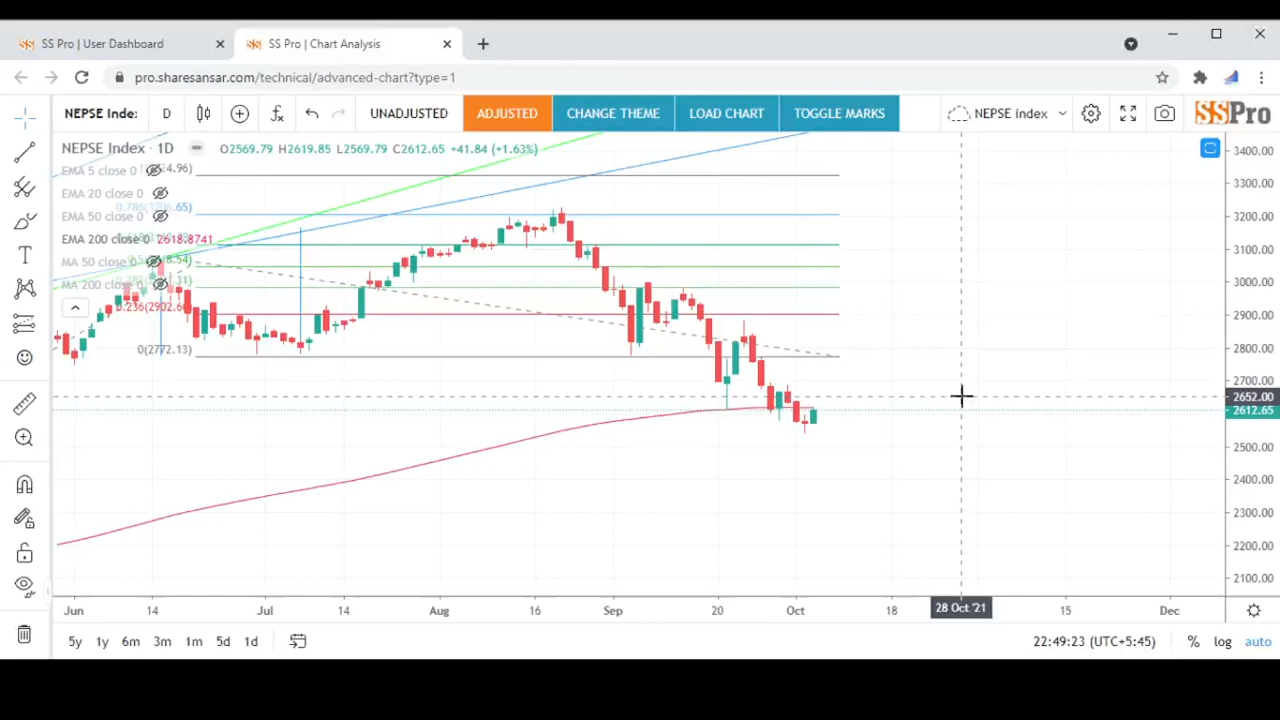 SS Pro | User Dashboard
SS Pro | Chart Analysis
pro.sharesansar.com/technical/advanced-chart?type=1
NEPSE Inde:
D
UNADJUSTED
ADJUSTED
CHANGE THEME
LOAD CHART
TOGGLE MARKS
NEPSE index
SSPro
NEPSE Index · 1D
O2569.79 H2619.85 L2569.79 C2612.65 +41.84 (+1.63%)
EMA 5 close 0
EMA 20 close 0
EMA 50 close 0
EMA 200 close 0 2618.8741
MA 50 close 0
MA 200 close 0
0.236(2902.6
0(2772.13)
3400.00
3300.00
3200.00
3100.00
3000.00
2900.00
2800.00
2700.00
2652.00
2612.65
2500.00
2400.00
2300.00
2200.00
2100.00
Jun
14
Jul
14
Aug
16
Sep
20
Oct
18
28 Oct '21
15
Dec
5y
1y
6m
3m
1m
5d
1d
22:49:23 (UTC+5:45)
%
log
auto